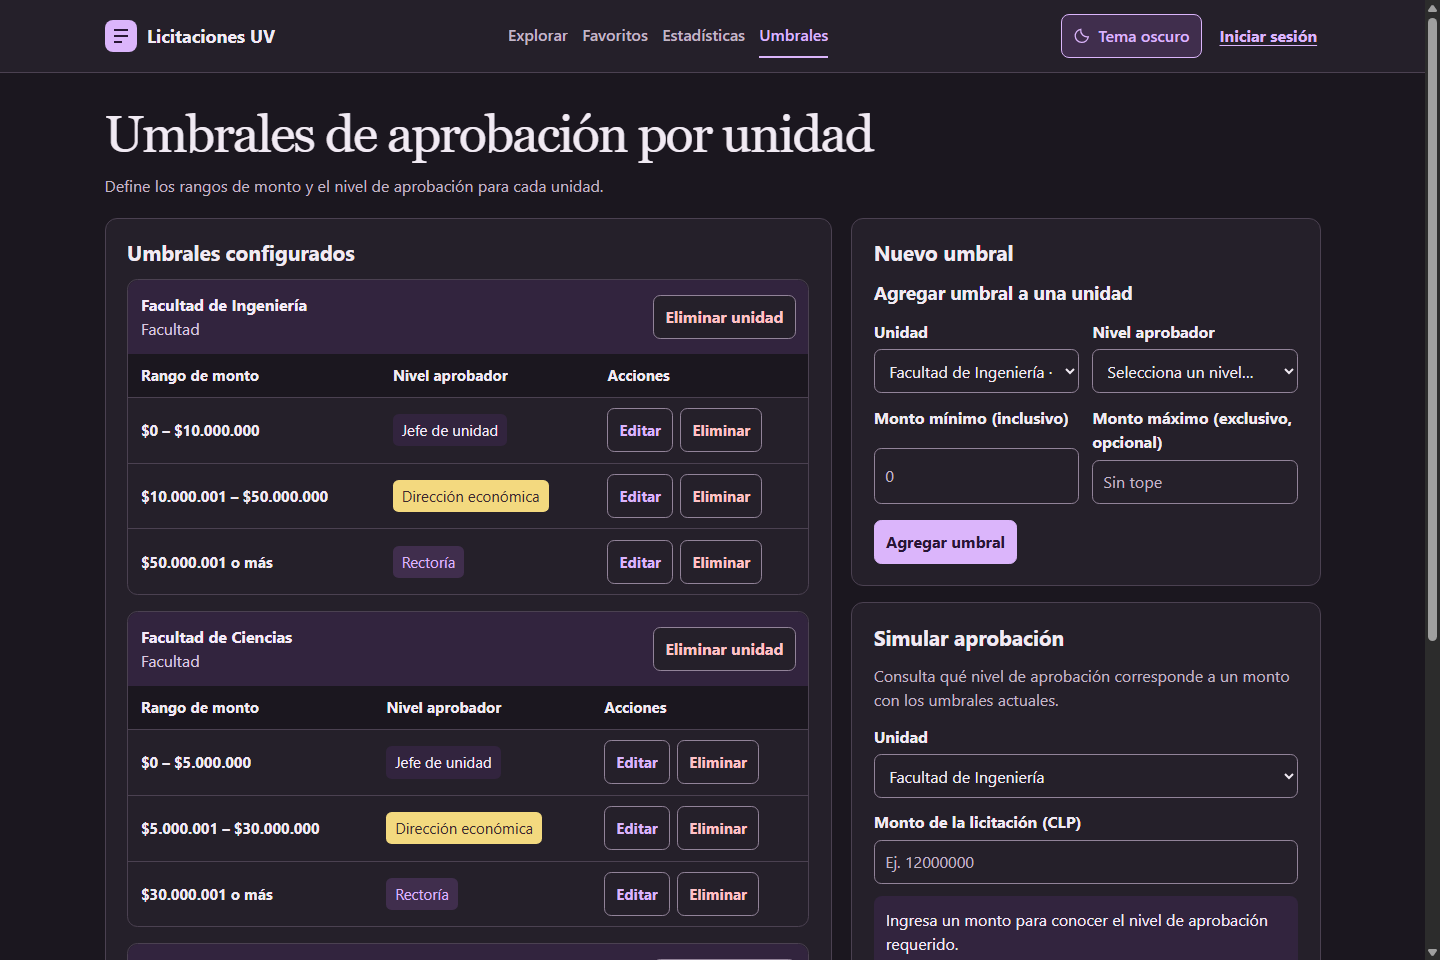 Licitaciones UV
Explorar
Favoritos
Estadísticas
Umbrales
Tema oscuro
Iniciar sesión
Umbrales de aprobación por unidad
Define los rangos de monto y el nivel de aprobación para cada unidad.
Umbrales configurados
Facultad de Ingeniería
Facultad
Eliminar unidad
Rango de monto
Nivel aprobador
Acciones
$0 – $10.000.000
Jefe de unidad
Editar
Eliminar
$10.000.001 – $50.000.000
Dirección económica
Editar
Eliminar
$50.000.001 o más
Rectoría
Editar
Eliminar
Facultad de Ciencias
Facultad
Eliminar unidad
Rango de monto
Nivel aprobador
Acciones
$0 – $5.000.000
Jefe de unidad
Editar
Eliminar
$5.000.001 – $30.000.000
Dirección económica
Editar
Eliminar
$30.000.001 o más
Rectoría
Editar
Eliminar
Nuevo umbral
Agregar umbral a una unidad
Unidad
Facultad de Ingeniería ·
Nivel aprobador
Selecciona un nivel...
Monto mínimo (inclusivo)
0
Monto máximo (exclusivo,
opcional)
Sin tope
Agregar umbral
Simular aprobación
Consulta qué nivel de aprobación corresponde a un monto
con los umbrales actuales.
Unidad
Facultad de Ingeniería
Monto de la licitación (CLP)
Ej. 12000000
Ingresa un monto para conocer el nivel de aprobación
requerido.